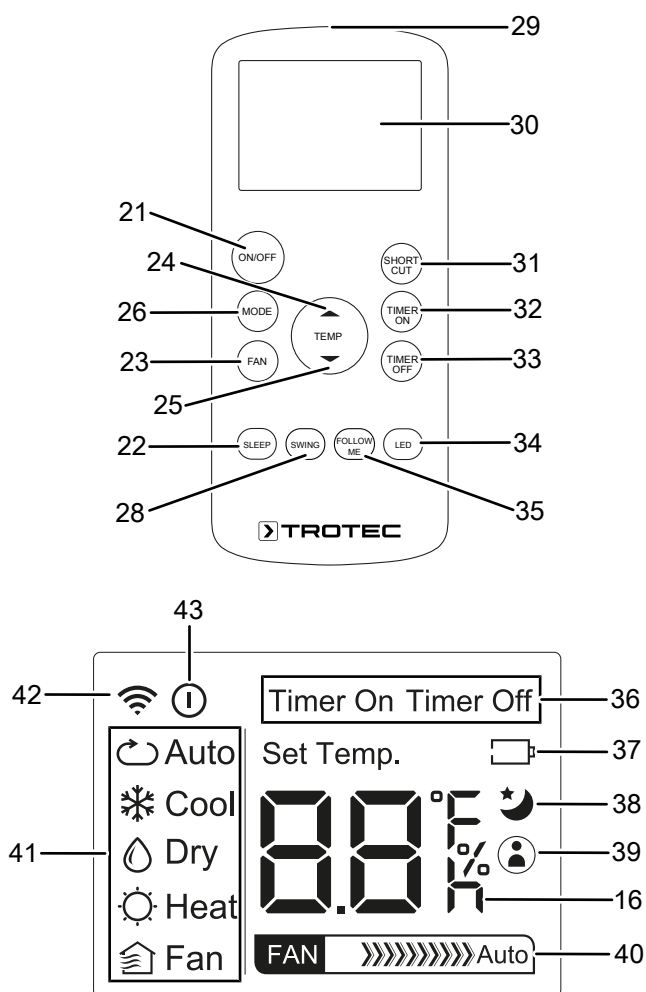 29
30
21
ON/OFF
24
SHORT CUT
31
26
MODE
TEMP
TIMER ON
32
23
FAN
TIMER OFF
33
25
22
SLEEP
SWING
FOLLOW ME
LED
34
28
35
TROTEC
43
42
Timer On Timer Off
36
Auto
Set Temp.
37
Cool
88
°F
38
41
Dry
%
39
Heat
h
16
Fan
FAN
Auto
40